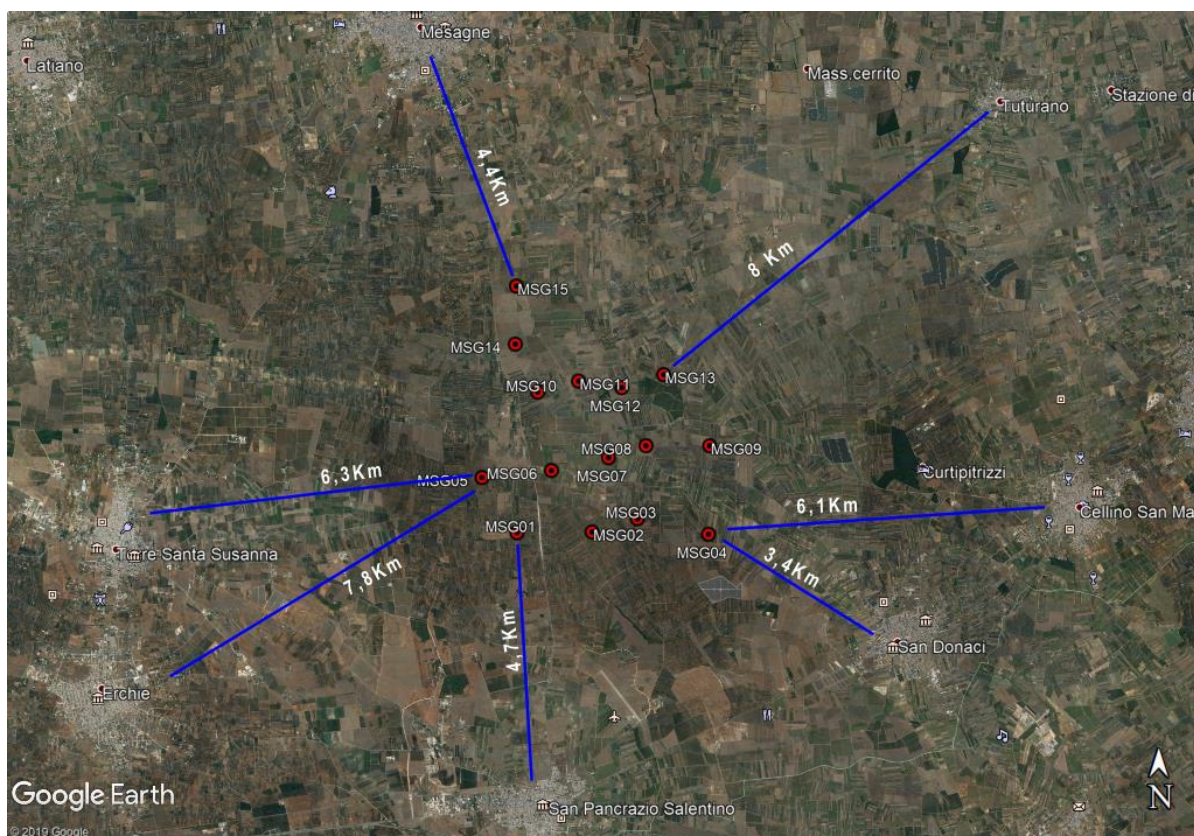 Mesagne
Latiano
Mass.cerrito
Tuturano
Stazione di
4,4Km
8 Km
MSG15
MSG14
MSG13
MSG11
MSG10
MSG12
MSG08
MSG09
MSG06
MSG07
MSG05
6,3Km
Curtipitrizzi
6,1Km
Cellino San Ma
MSG03
MSG01
MSG02
MSG04
Torre Santa Susanna
7,8Km
3,4Km
4,7Km
San Donaci
Erchie
Google Earth
San Pancrazio Salentino
N
© 2019 Google